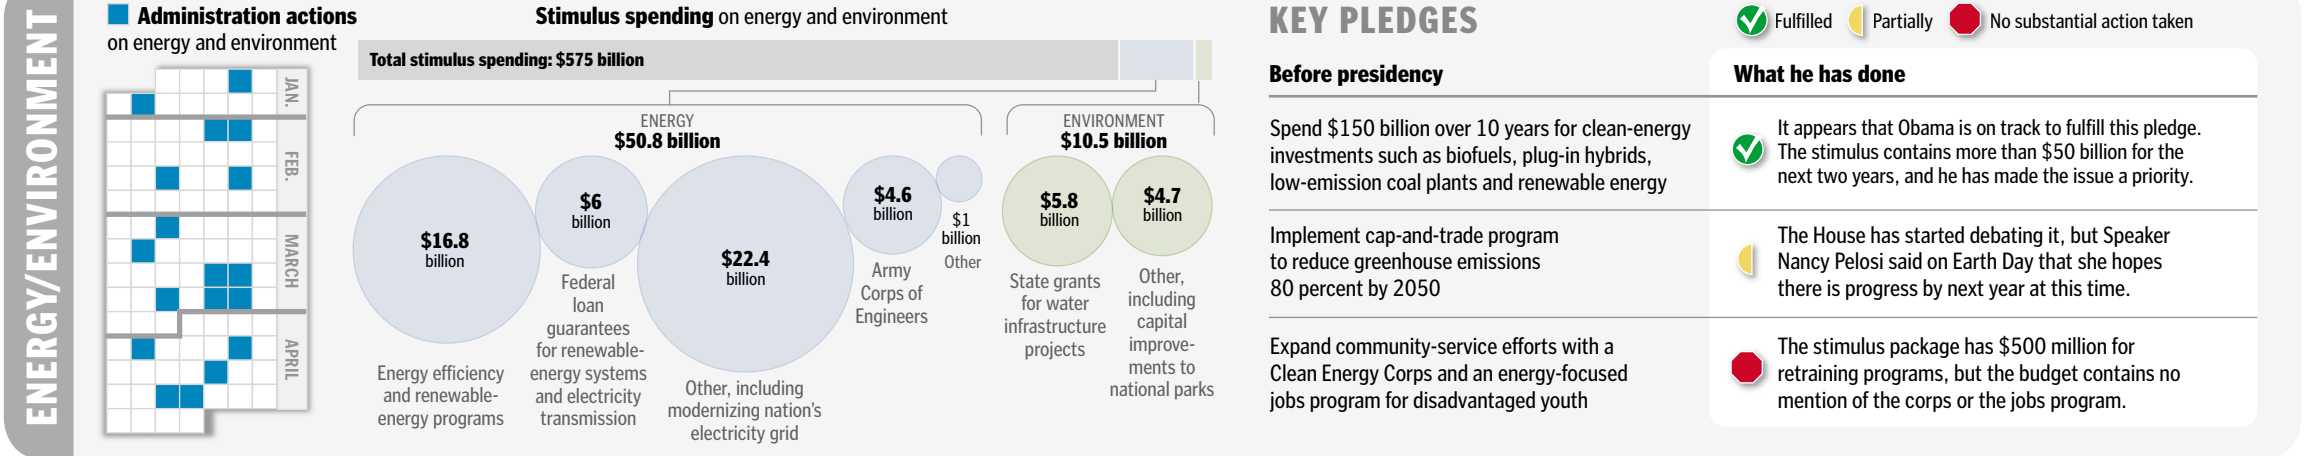 ENERGY/ENVIRONMENT
Administration actions
on energy and environment
JAN.
FEB.
MARCH
APRIL
Stimulus spending on energy and environment
Total stimulus spending: $575 billion
ENERGY
$50.8 billion
$16.8
billion
Energy efficiency
and renewable-
energy programs
$6
billion
Federal
loan
guarantees
for renewable-
energy systems
and electricity
transmission
$22.4
billion
Other, including
modernizing nation's
electricity grid
$4.6
billion
Army
Corps of
Engineers
$1
billion
Other
ENVIRONMENT
$10.5 billion
$5.8
billion
State grants
for water
infrastructure
projects
$4.7
billion
Other,
including
capital
improve-
ments to
national parks
KEY PLEDGES
Fulfilled
Partially
No substantial action taken
Before presidency
What he has done
Spend $150 billion over 10 years for clean-energy
investments such as biofuels, plug-in hybrids,
low-emission coal plants and renewable energy
It appears that Obama is on track to fulfill this pledge.
The stimulus contains more than $50 billion for the
next two years, and he has made the issue a priority.
Implement cap-and-trade program
to reduce greenhouse emissions
80 percent by 2050
The House has started debating it, but Speaker
Nancy Pelosi said on Earth Day that she hopes
there is progress by next year at this time.
Expand community-service efforts with a
Clean Energy Corps and an energy-focused
jobs program for disadvantaged youth
The stimulus package has $500 million for
retraining programs, but the budget contains no
mention of the corps or the jobs program.